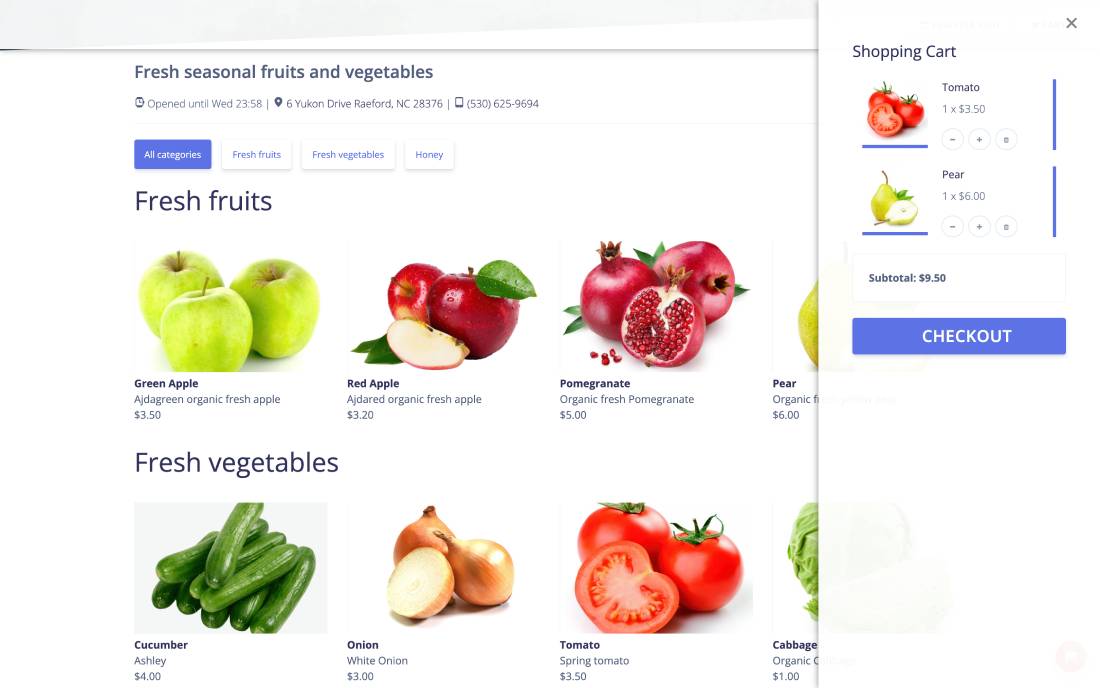 Fresh seasonal fruits and vegetables
Opened until Wed 23:58 | 6 Yukon Drive Raeford, NC 28376 | (530) 625-9694
All categories
Fresh fruits
Fresh vegetables
Honey
Fresh fruits
Green Apple
Ajdagreen organic fresh apple
$3.50
Red Apple
Ajdared organic fresh apple
$3.20
Pomegranate
Organic fresh Pomegranate
$5.00
Pear
Organic fresh yellow pear
$6.00
Fresh vegetables
Cucumber
Ashley
$4.00
Onion
White Onion
$3.00
Tomato
Spring tomato
$3.50
Cabbage
Organic Cabbage
$1.00
×
Shopping Cart
Tomato
1 x $3.50
− +
Pear
1 x $6.00
− +
Subtotal: $9.50
CHECKOUT